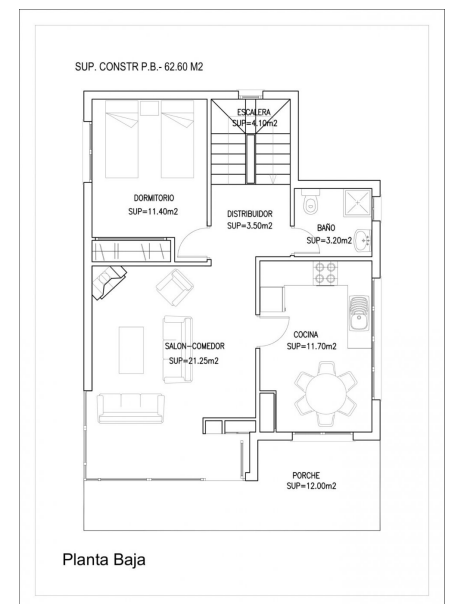 SUP. CONSTR P.B.- 62.60 M2
ESCALERA
SUP=4.10m2
DORMITORIO
SUP=11.40m2
DISTRIBUIDOR
SUP=3.50m2
BAÑO
SUP=3.20m2
SALON-COMEDOR
SUP=21.25m2
COCINA
SUP=11.70m2
PORCHE
SUP=12.00m2
Planta Baja